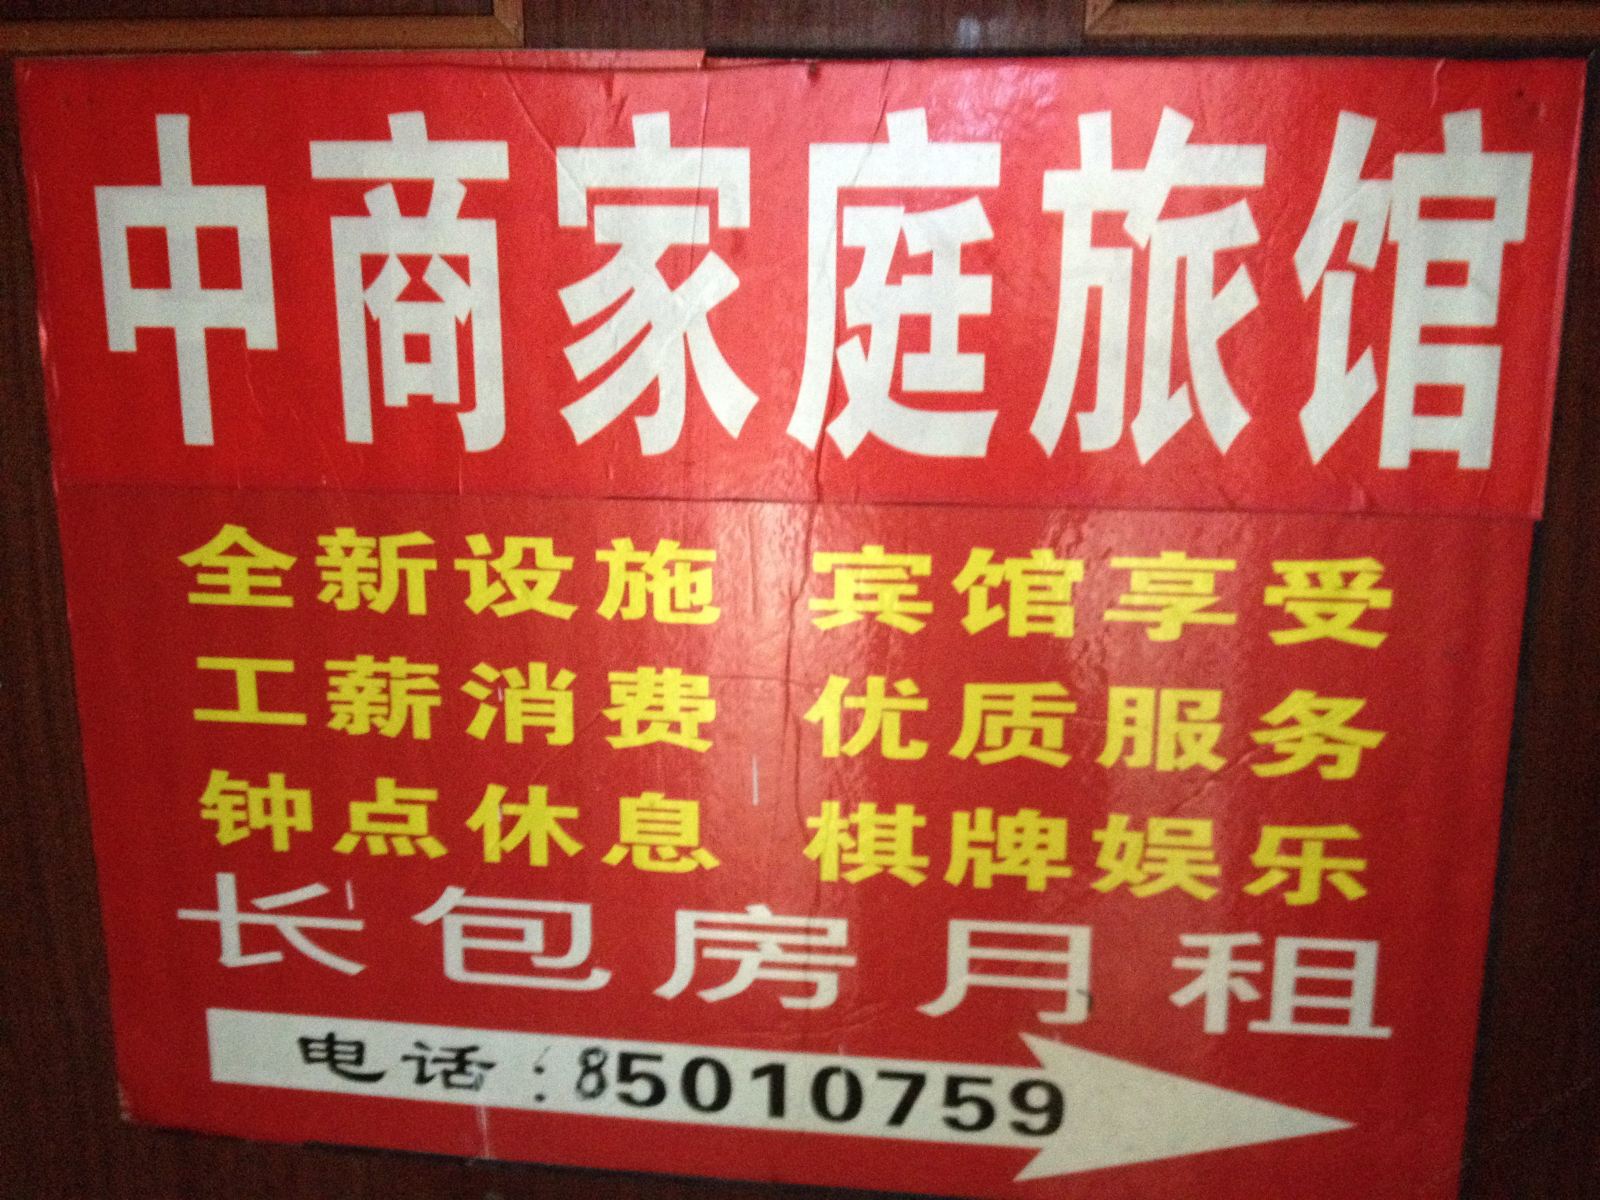 中商家庭旅馆
全新设施 宾馆享受
工薪消费 优质服务
钟点休息 棋牌娱乐
长包房月租
电话:85010759